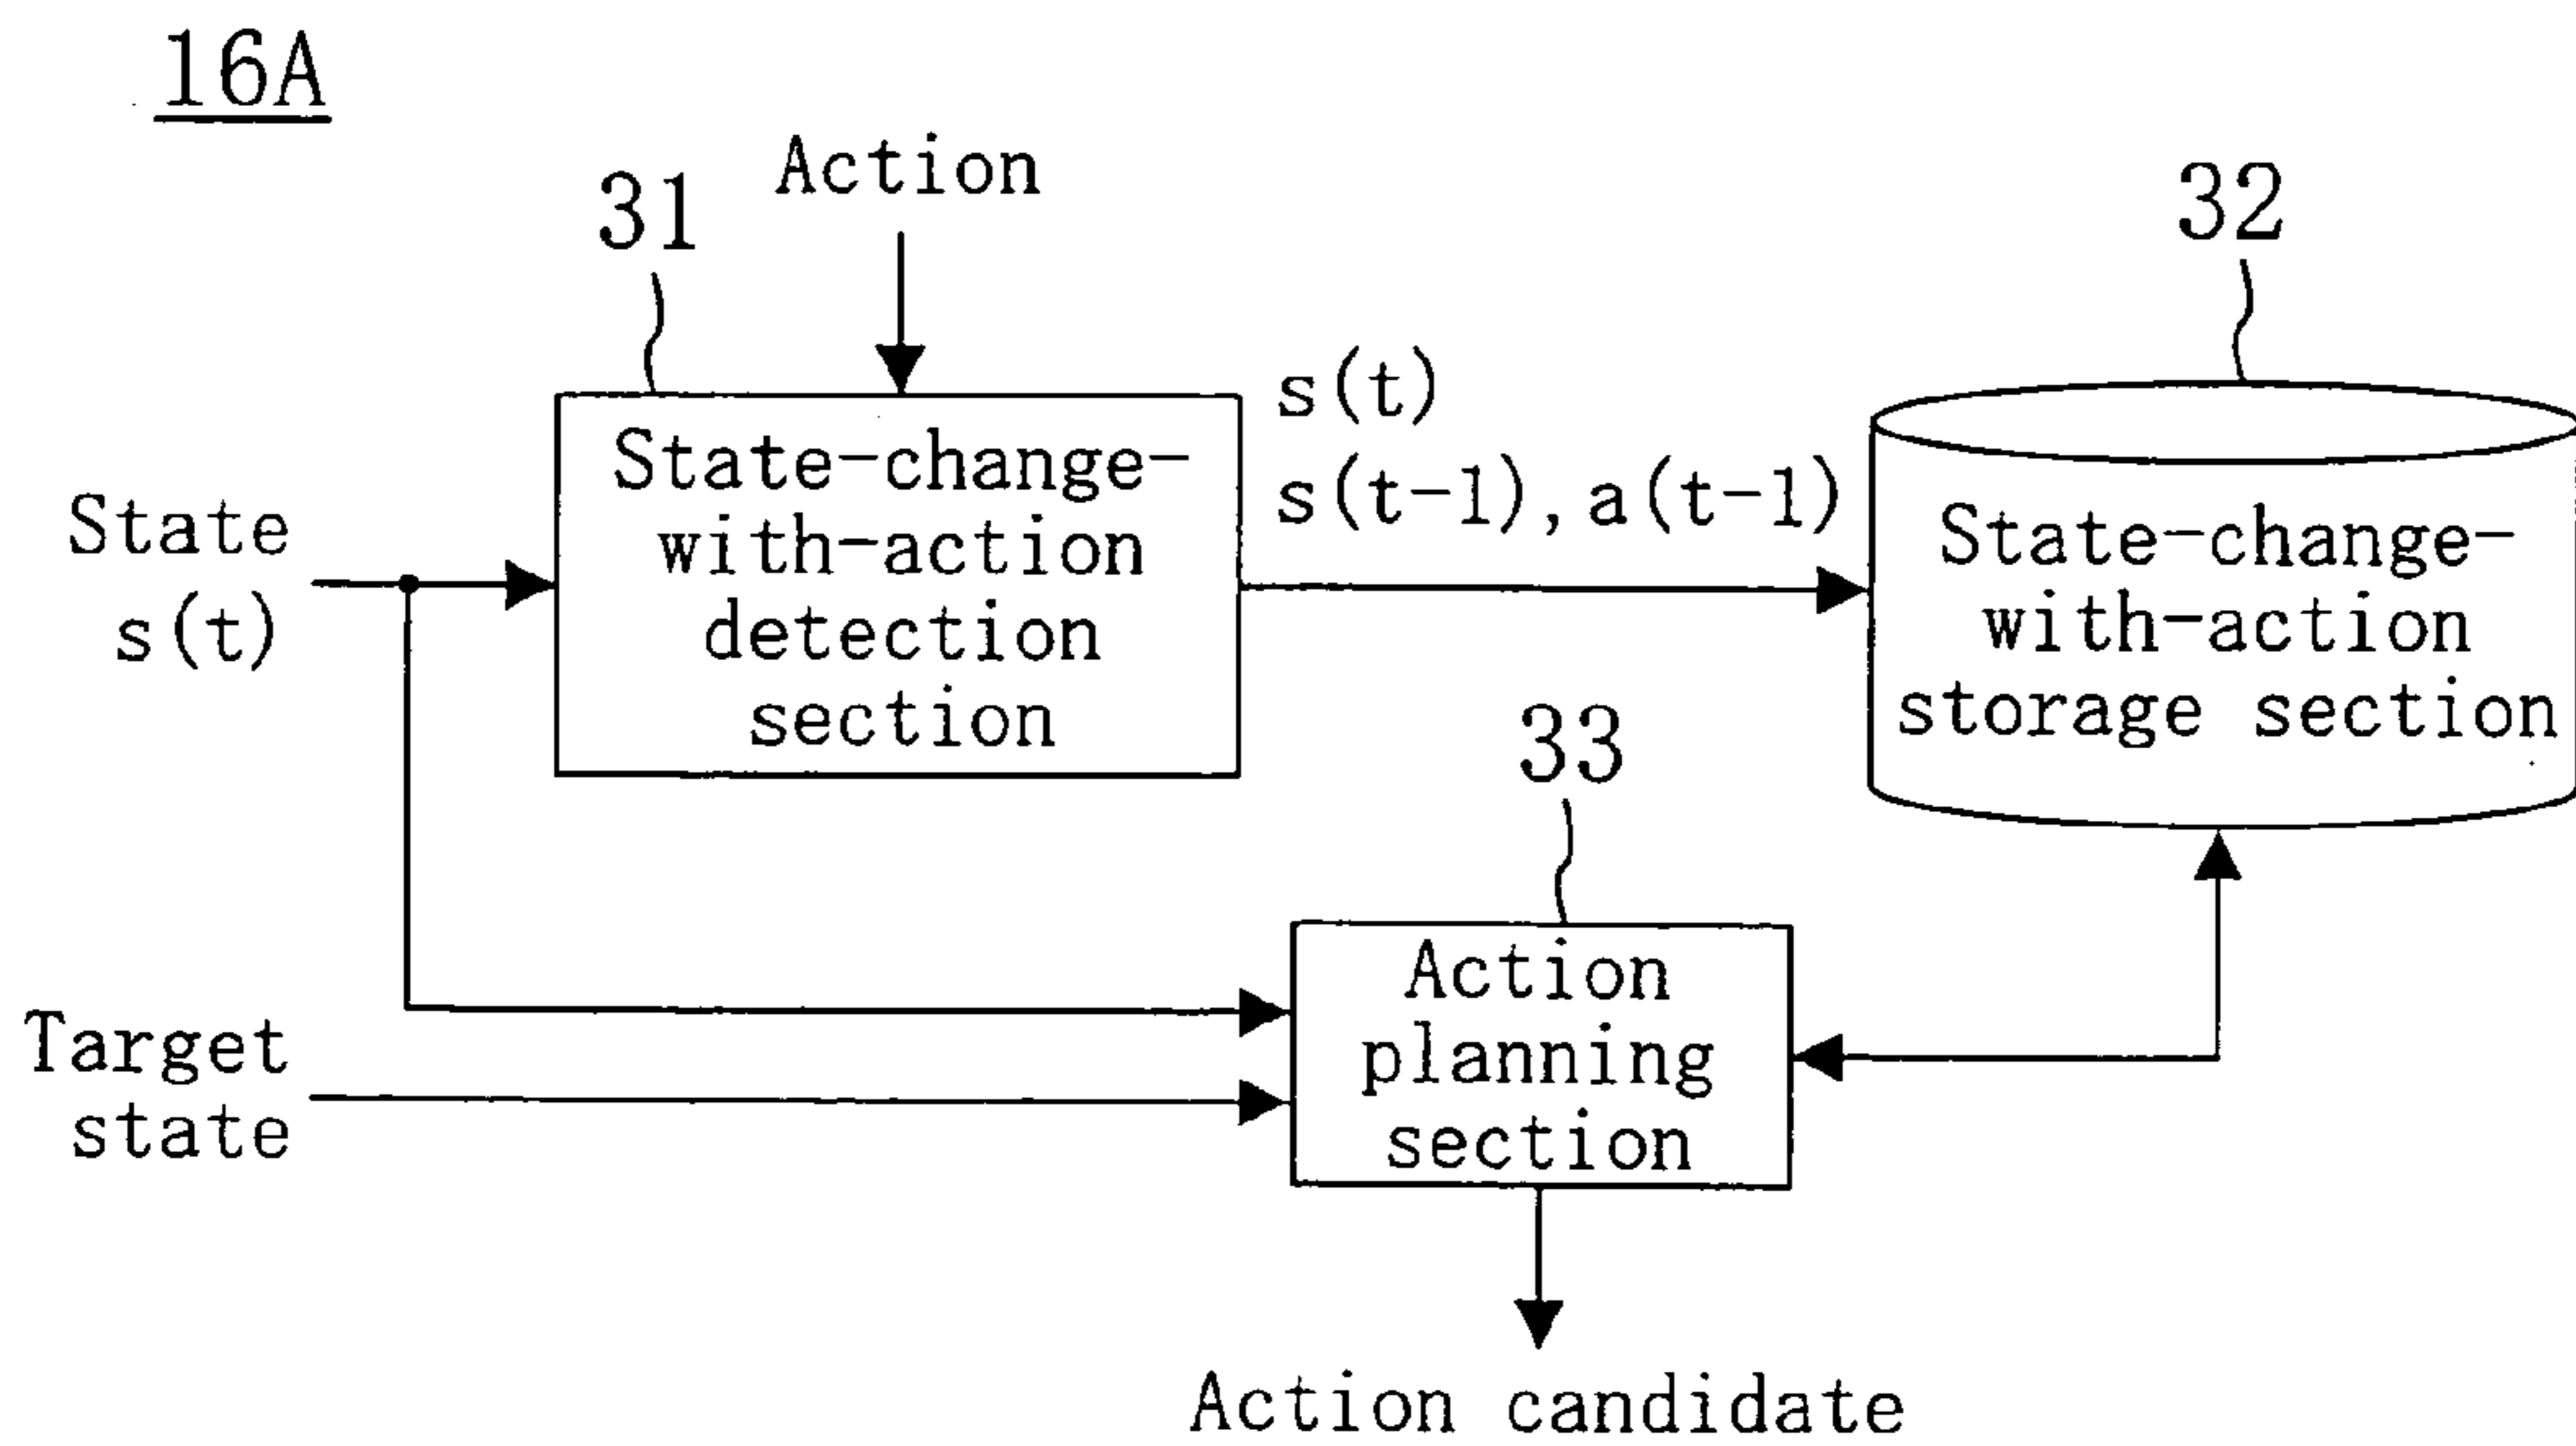 16A
Action
31
32
s(t)
s(t-1), a(t-1)
State-change-
with-action
detection
section
State
s(t)
State-change-
with-action
storage section
33
Action
planning
section
Target
state
Action candidate